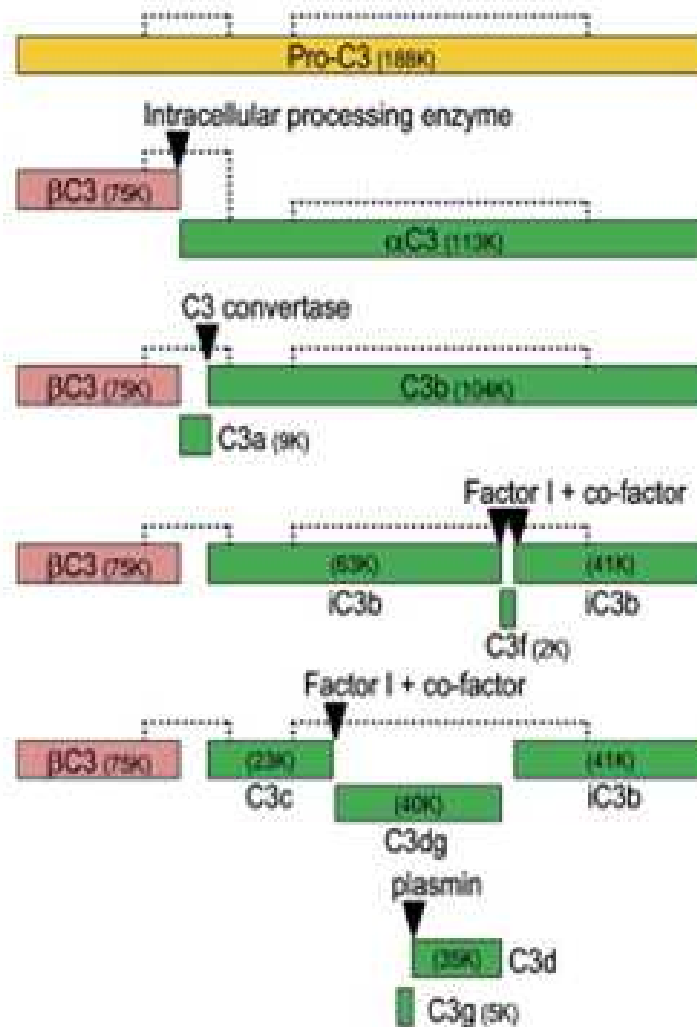 Pro-C3 (188K)
Intracellular processing enzyme
βC3 (75K)
αC3 (113K)
C3 convertase
βC3 (75K)
C3b (104K)
C3a (9K)
Factor I + co-factor
βC3 (75K)
(63K)
(41K)
iC3b
iC3b
C3f (2K)
Factor I + co-factor
βC3 (75K)
(23K)
(41K)
C3c
iC3b
(40K)
C3dg
plasmin
(35K)
C3d
C3g (5K)